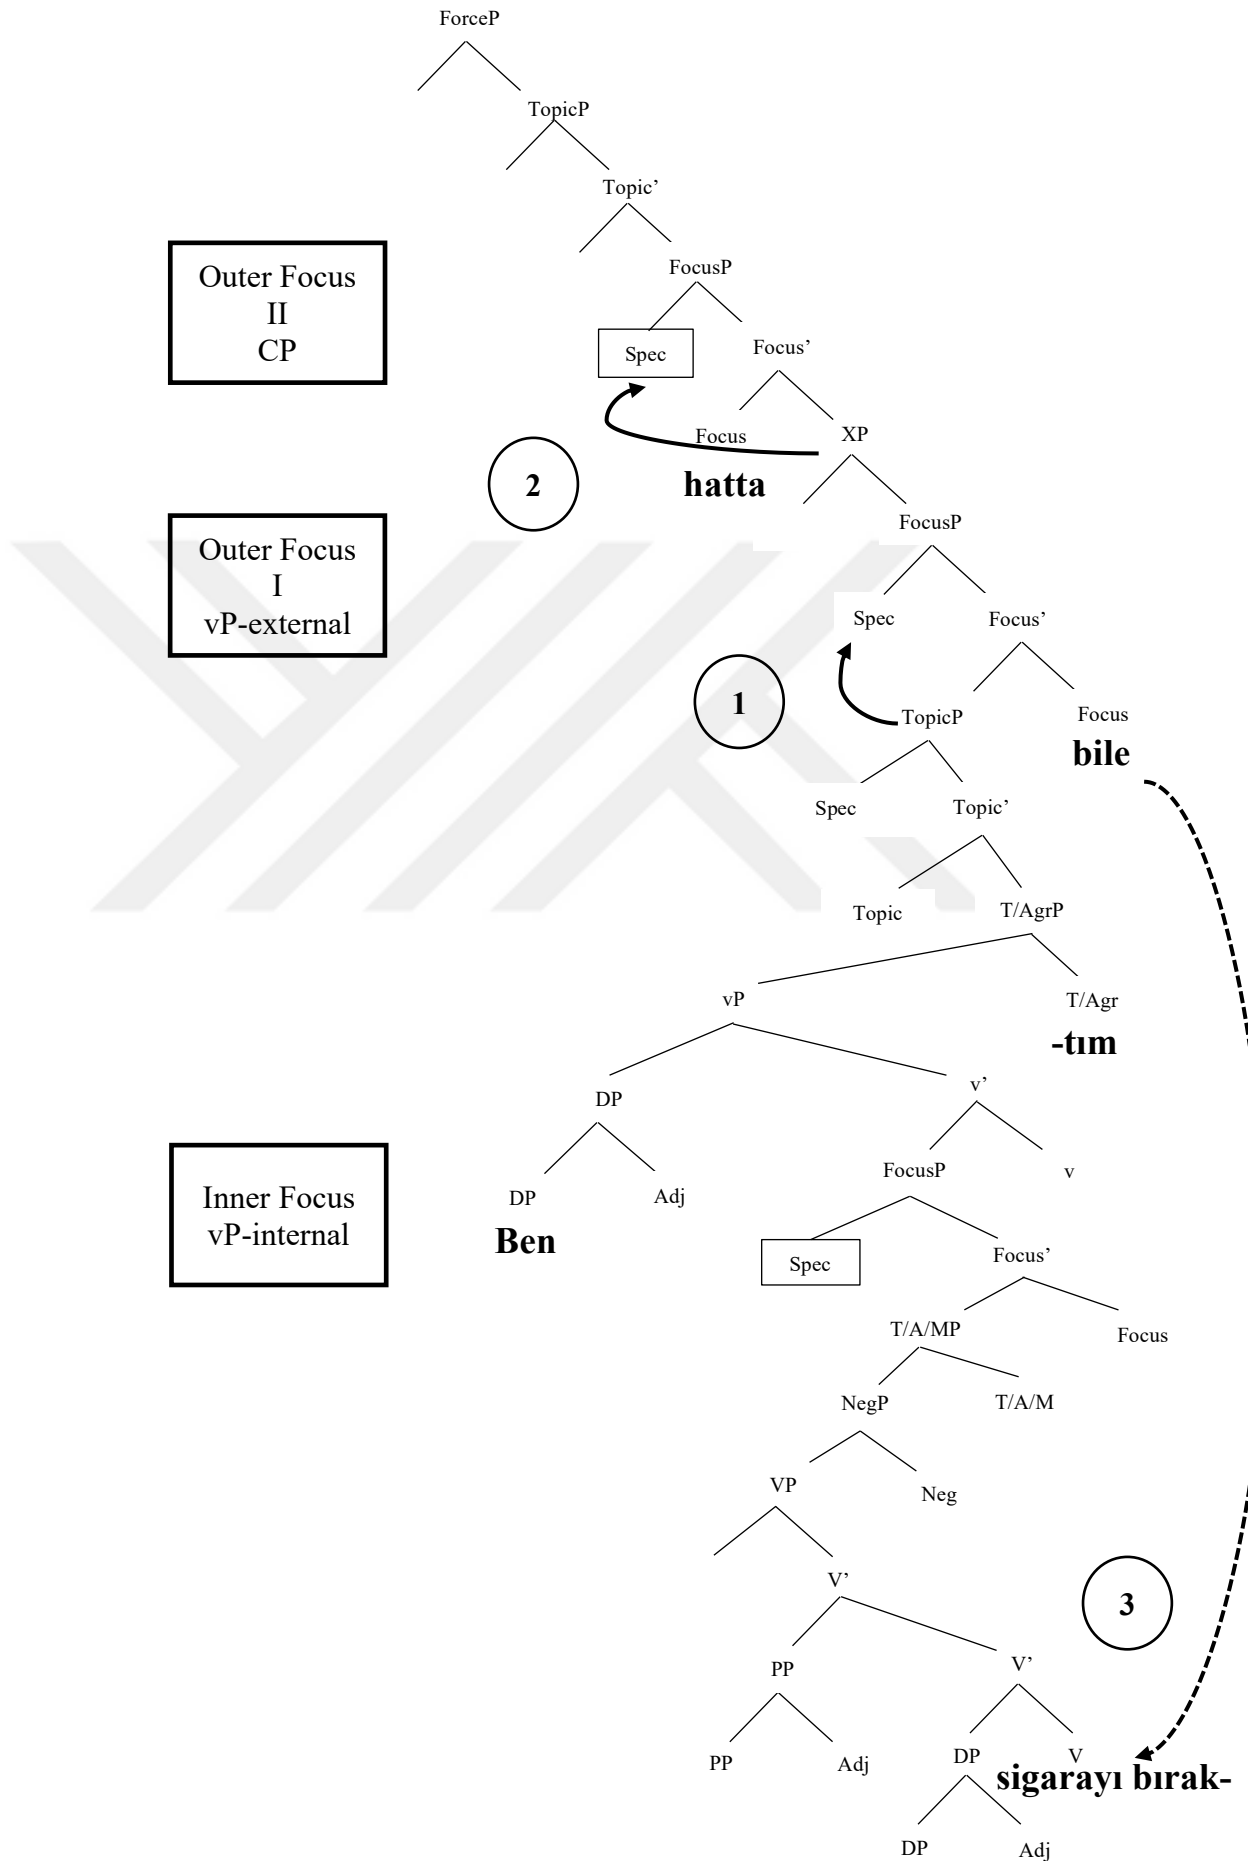 ForceP
TopicP
Topic’
Outer Focus
II
CP
FocusP
Spec
Focus’
Focus
XP
2
hatta
Outer Focus
I
vP-external
FocusP
Spec
Focus’
1
TopicP
Focus
bile
Spec
Topic’
Topic
T/AgrP
vP
T/Agr
-tım
DP
v’
Inner Focus
vP-internal
DP
Adj
Ben
FocusP
v
Spec
Focus’
T/A/MP
Focus
NegP
T/A/M
VP
Neg
V’
3
PP
V’
PP
Adj
DP
V
sigarayı bırak-
DP
Adj